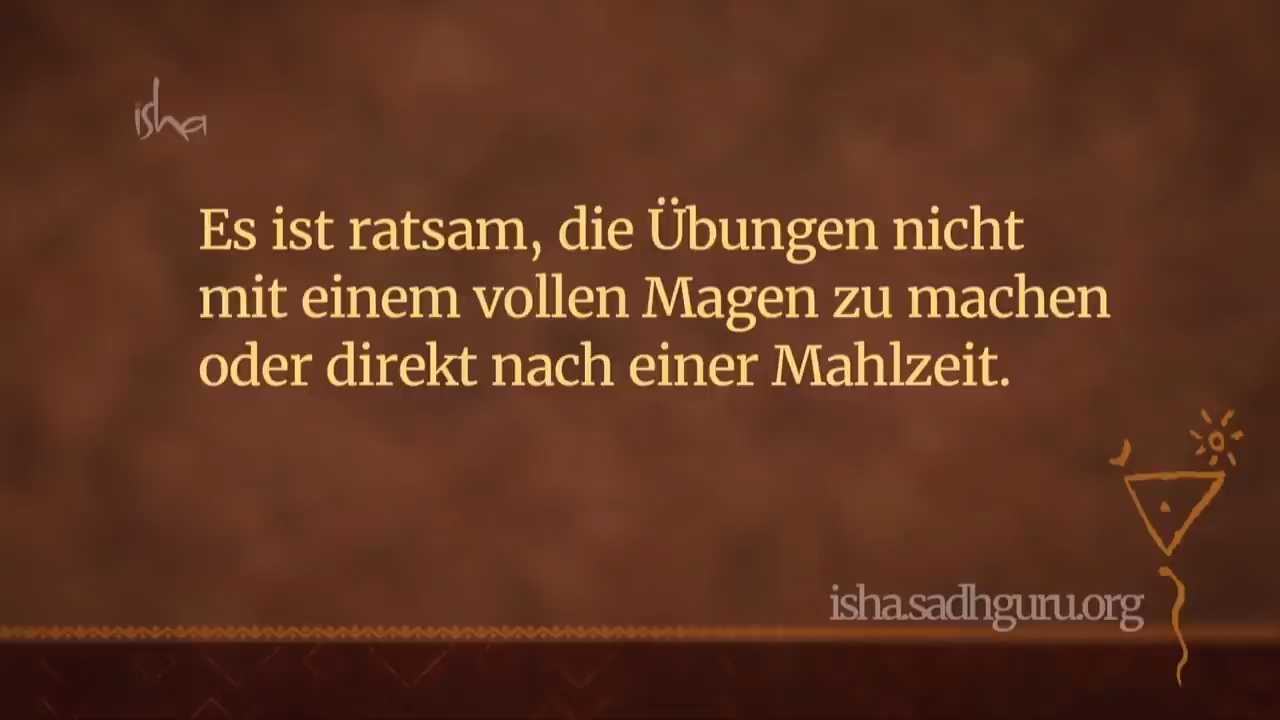 isha
Es ist ratsam, die Übungen nicht
mit einem vollen Magen zu machen
oder direkt nach einer Mahlzeit.
isha.sadhguru.org